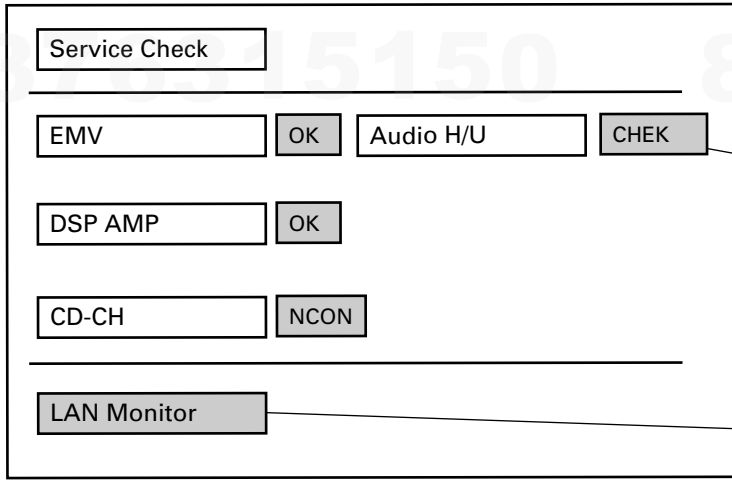 Service Check
EMV OK Audio H/U CHEK
DSP AMP OK
CD-CH NCON
LAN Monitor